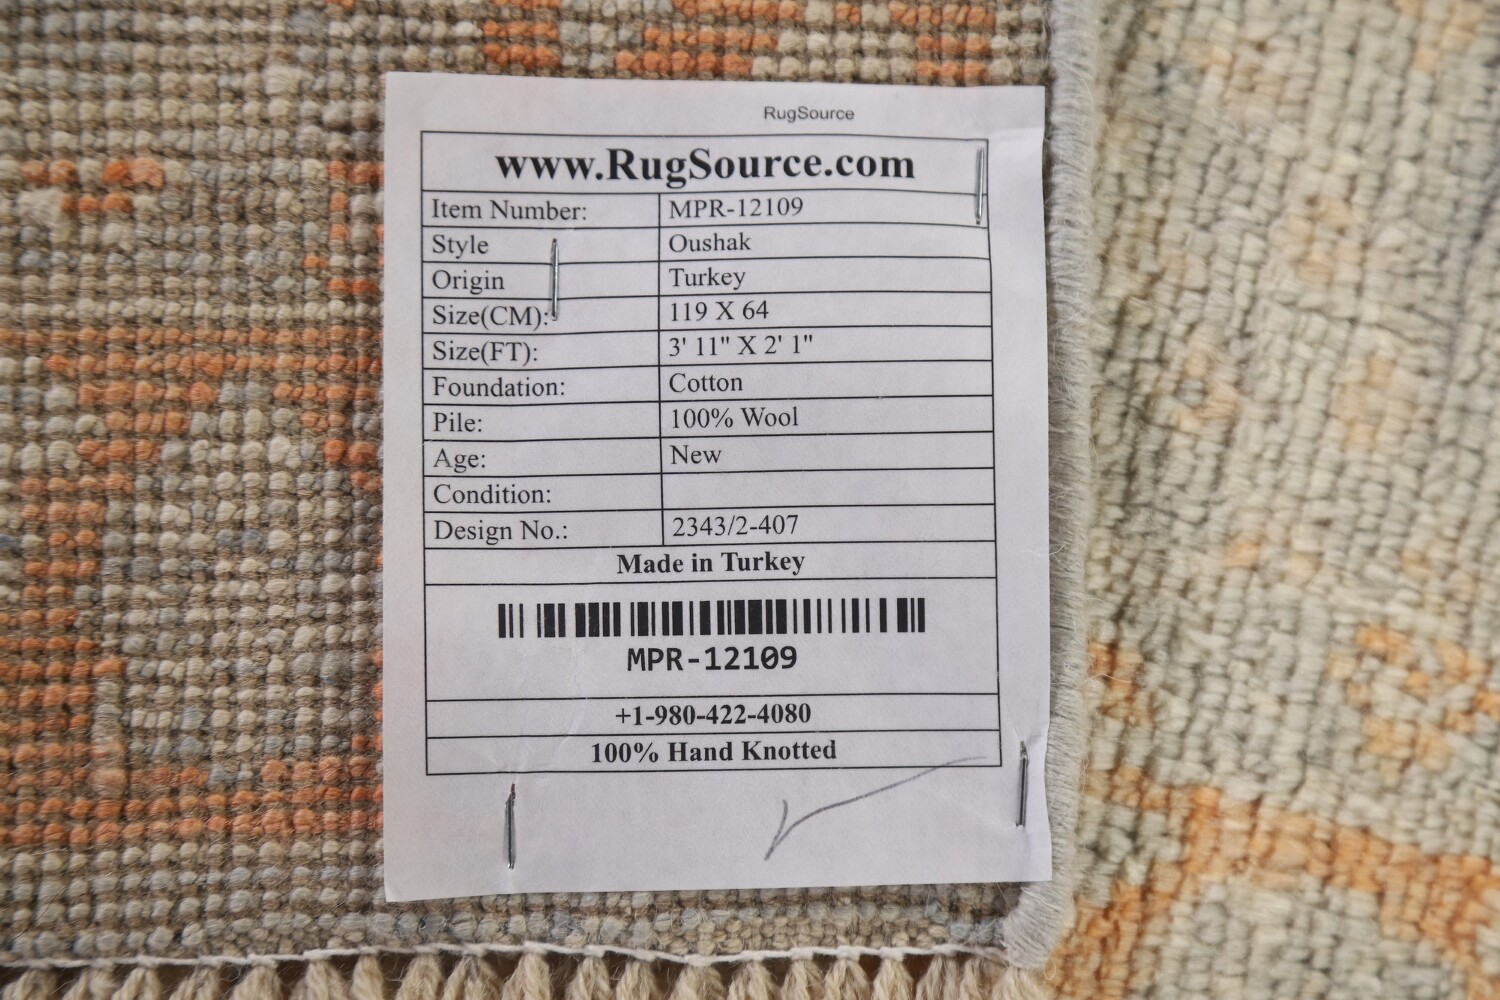 RugSource
www.RugSource.com
Item Number: MPR-12109
Style Oushak
Origin Turkey
Size(CM): 119 X 64
Size(FT): 3' 11" X 2' 1"
Foundation: Cotton
Pile: 100% Wool
Age: New
Condition:
Design No.: 2343/2-407
Made in Turkey
MPR-12109
+1-980-422-4080
100% Hand Knotted